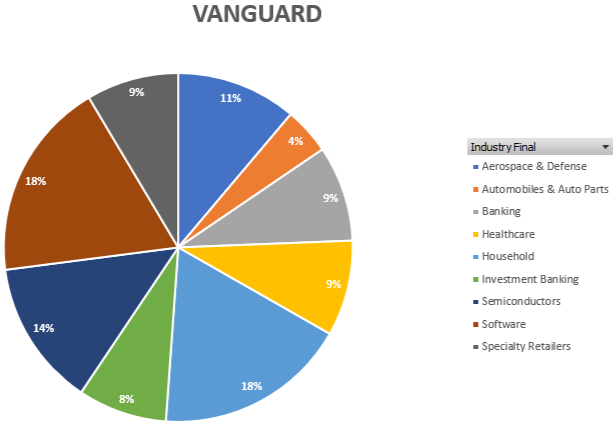 VANGUARD
9%
11%
4%
18%
9%
9%
14%
8%
18%
Industry Final
Aerospace & Defense
Automobiles & Auto Parts
Banking
Healthcare
Household
Investment Banking
Semiconductors
Software
Specialty Retailers